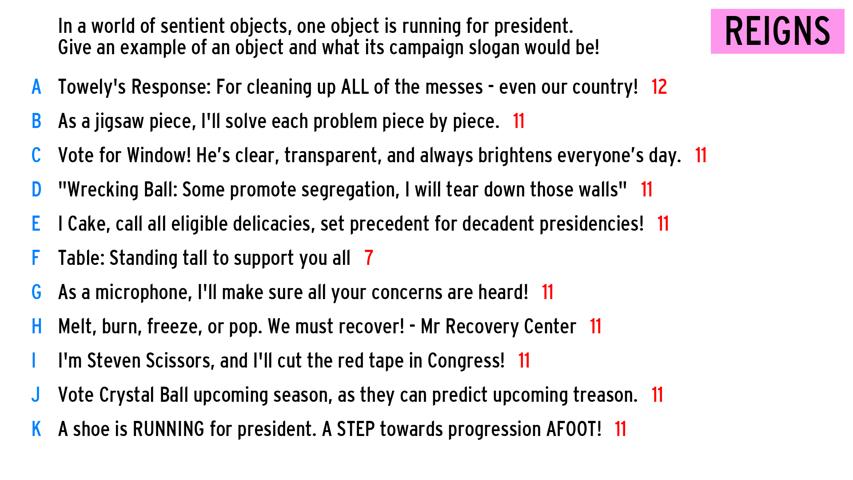 In a world of sentient objects, one object is running for president.
Give an example of an object and what its campaign slogan would be!
REIGNS
A Towely's Response: For cleaning up ALL of the messes - even our country! 12
B As a jigsaw piece, I'll solve each problem piece by piece. 11
C Vote for Window! He’s clear, transparent, and always brightens everyone’s day. 11
D "Wrecking Ball: Some promote segregation, I will tear down those walls" 11
E I Cake, call all eligible delicacies, set precedent for decadent presidencies! 11
F Table: Standing tall to support you all 7
G As a microphone, I'll make sure all your concerns are heard! 11
H Melt, burn, freeze, or pop. We must recover! - Mr Recovery Center 11
I I'm Steven Scissors, and I'll cut the red tape in Congress! 11
J Vote Crystal Ball upcoming season, as they can predict upcoming treason. 11
K A shoe is RUNNING for president. A STEP towards progression AFOOT! 11